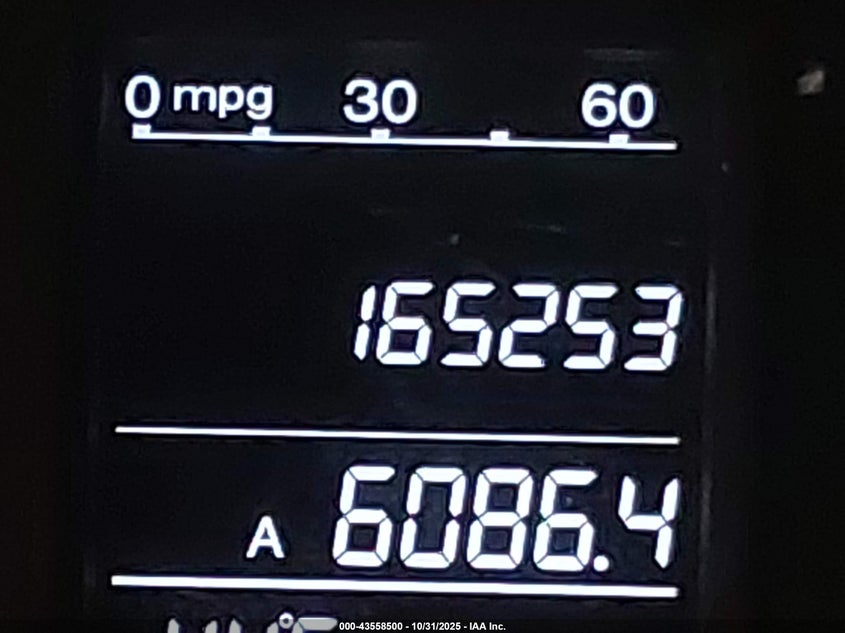 0 mpg 30 60
165253
A 6086.4
000-43558500 - 10/31/2025 - IAA Inc.